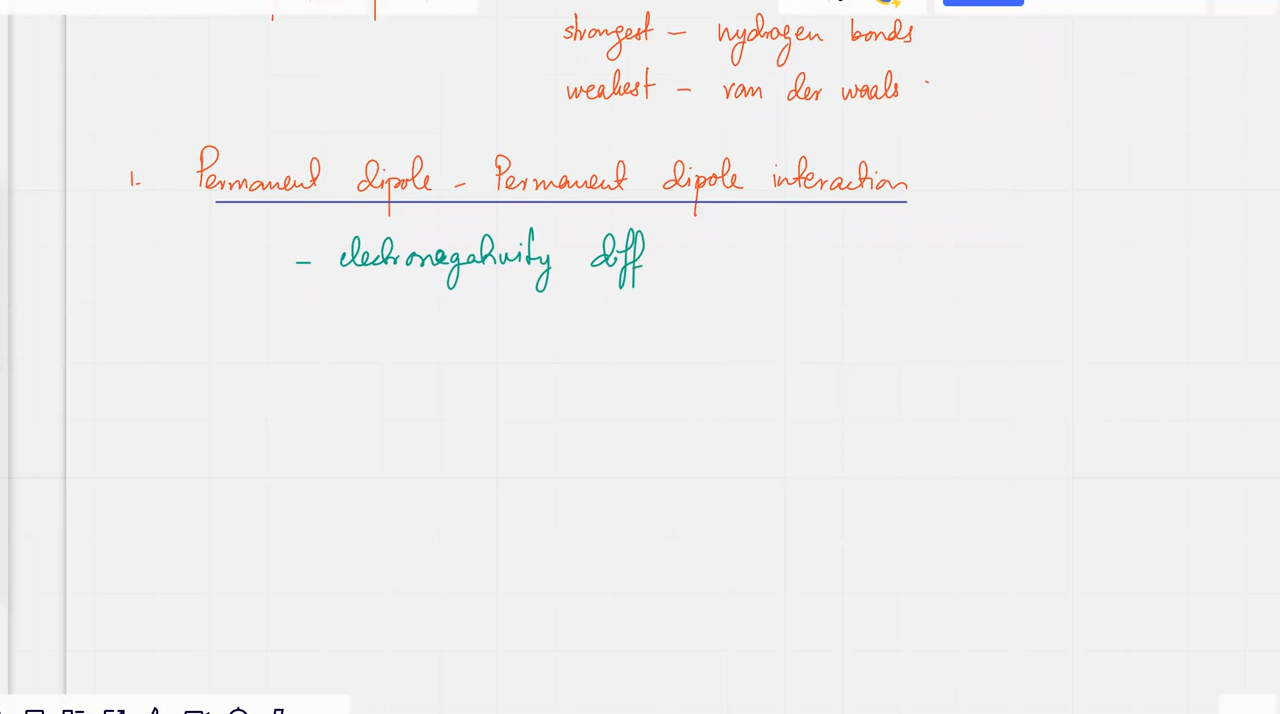 strongest - hydrogen bonds
weakest - van der waals
1. Permanent dipole - Permanent dipole interaction
- electronegativity diff